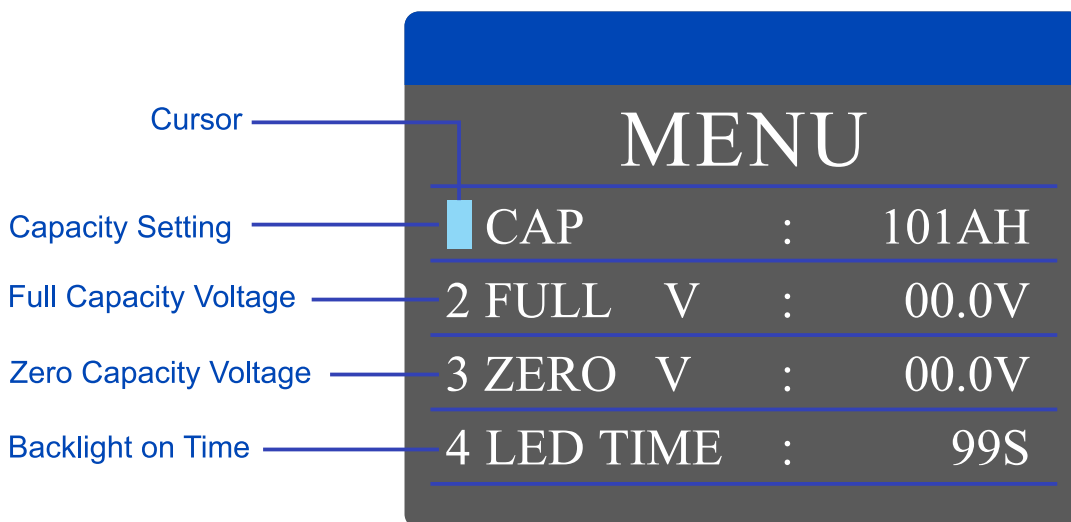 MENU
Cursor
Capacity Setting
CAP : 101AH
Full Capacity Voltage
2 FULL V : 00.0V
Zero Capacity Voltage
3 ZERO V : 00.0V
Backlight on Time
4 LED TIME : 99S